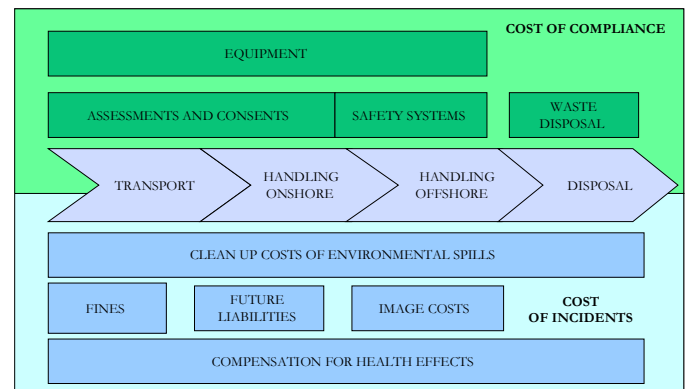 COST OF COMPLIANCE
EQUIPMENT
ASSESSMENTS AND CONSENTS
SAFETY SYSTEMS
WASTE
DISPOSAL
TRANSPORT
HANDLING
ONSHORE
HANDLING
OFFSHORE
DISPOSAL
CLEAN UP COSTS OF ENVIRONMENTAL SPILLS
FINES
FUTURE
LIABILITIES
IMAGE COSTS
COST
OF INCIDENTS
COMPENSATION FOR HEALTH EFFECTS